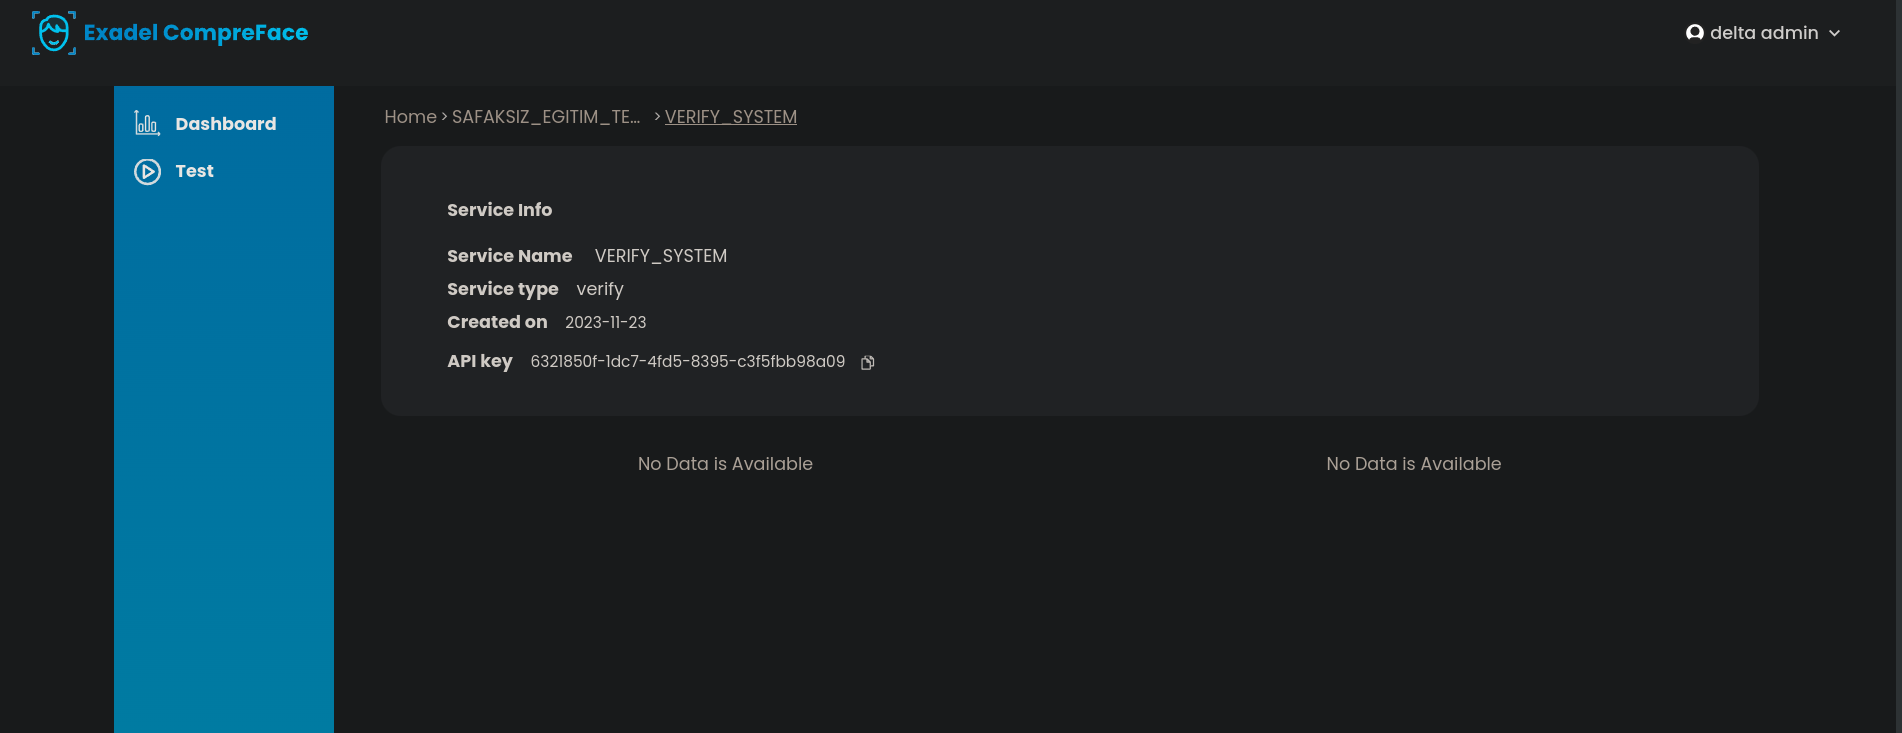 Exadel CompreFace
delta admin
Dashboard
Test
Home > SAFAKSIZ_EGITIM_TE... > VERIFY_SYSTEM
Service Info
Service Name VERIFY_SYSTEM
Service type verify
Created on 2023-11-23
API key 6321850f-1dc7-4fd5-8395-c3f5fbb98a09
No Data is Available
No Data is Available